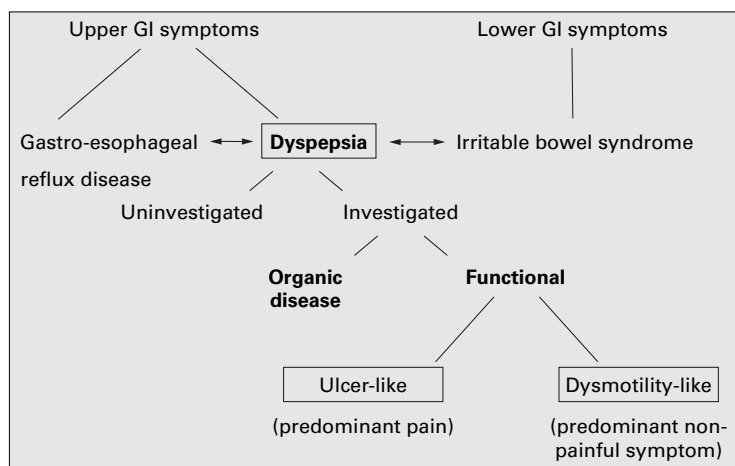 Upper GI symptoms
Lower GI symptoms
Gastro-esophageal
reflux disease
Dyspepsia
Irritable bowel syndrome
Uninvestigated
Investigated
Organic
disease
Functional
Ulcer-like
(predominant pain)
Dysmotility-like
(predominant non-
painful symptom)